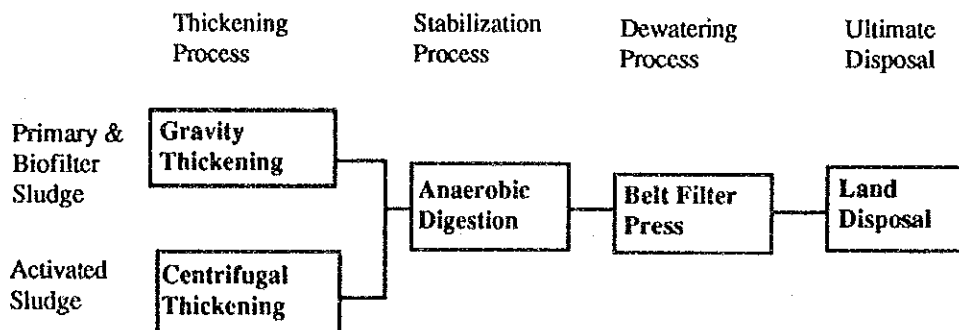 Thickening
Process
Stabilization
Process
Dewatering
Process
Ultimate
Disposal
Primary &
Biofilter
Sludge
Gravity
Thickening
Anaerobic
Digestion
Belt Filter
Press
Land
Disposal
Activated
Sludge
Centrifugal
Thickening